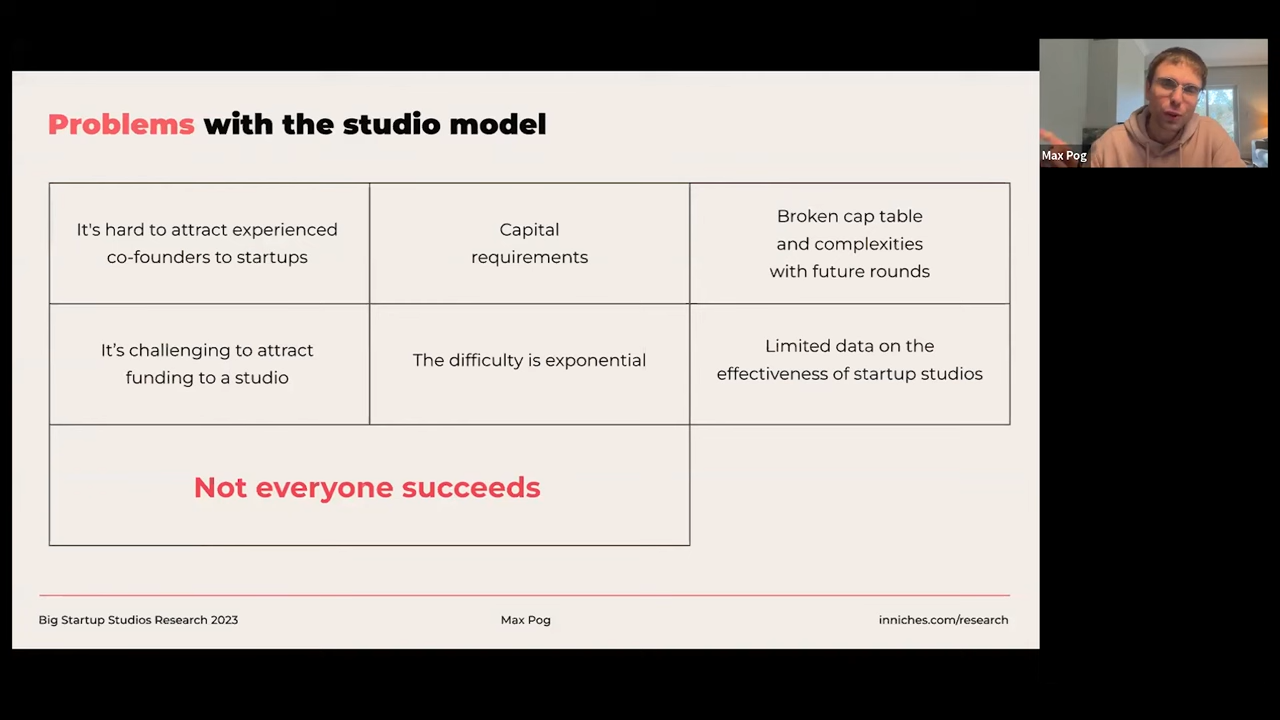 Problems with the studio model
It's hard to attract experienced
co-founders to startups
Capital
requirements
Broken cap table
and complexities
with future rounds
It’s challenging to attract
funding to a studio
The difficulty is exponential
Limited data on the
effectiveness of startup studios
Not everyone succeeds
Big Startup Studios Research 2023
Max Pog
inniches.com/research
Max Pog